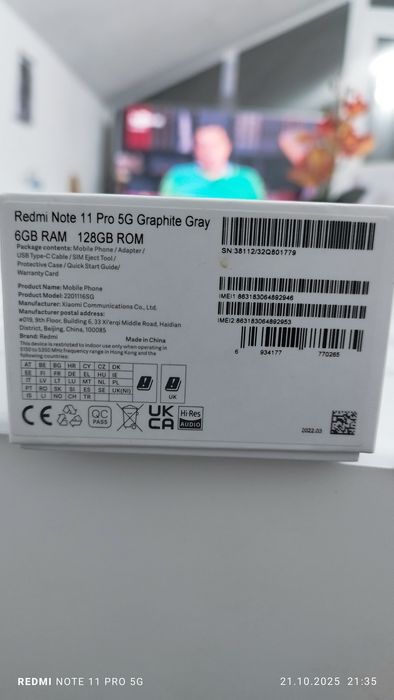 Redmi Note 11 Pro 5G Graphite Gray
6GB RAM 128GB ROM
Package contents: Mobile Phone / Adapter /
USB Type-C Cable / SIM Eject Tool /
Protective Case / Quick Start Guide/
Warranty Card
Product Name: Mobile Phone
Product Model: 2201116SG
Manufacturer: Xiaomi Communications Co., Ltd.
Manufacturer postal address:
#019, 9th Floor, Building 6, 33 Xi'erqi Middle Road, Haidian
District, Beijing, China, 100085
Brand: Redmi Made in China
This device is restricted to indoor use only when operating in
5150 to 5350 MHz frequency range in Hong Kong and the
following countries:
AT BE BG HR CY CZ DK
EE FI FR DE EL HU IE
IT LV LT LU MT NL PL
PT RO SK SI ES SE UK(NI)
IS LI NO CH TR
UK
CE
QC
PASS
UK
CA
Hi-Res
AUDIO
SN:38112/32Q801779
IMEI1:863183064892946
IMEI2:863183064892953
6 934177 770265
2022.03
REDMI NOTE 11 PRO 5G
21.10.2025 21:35